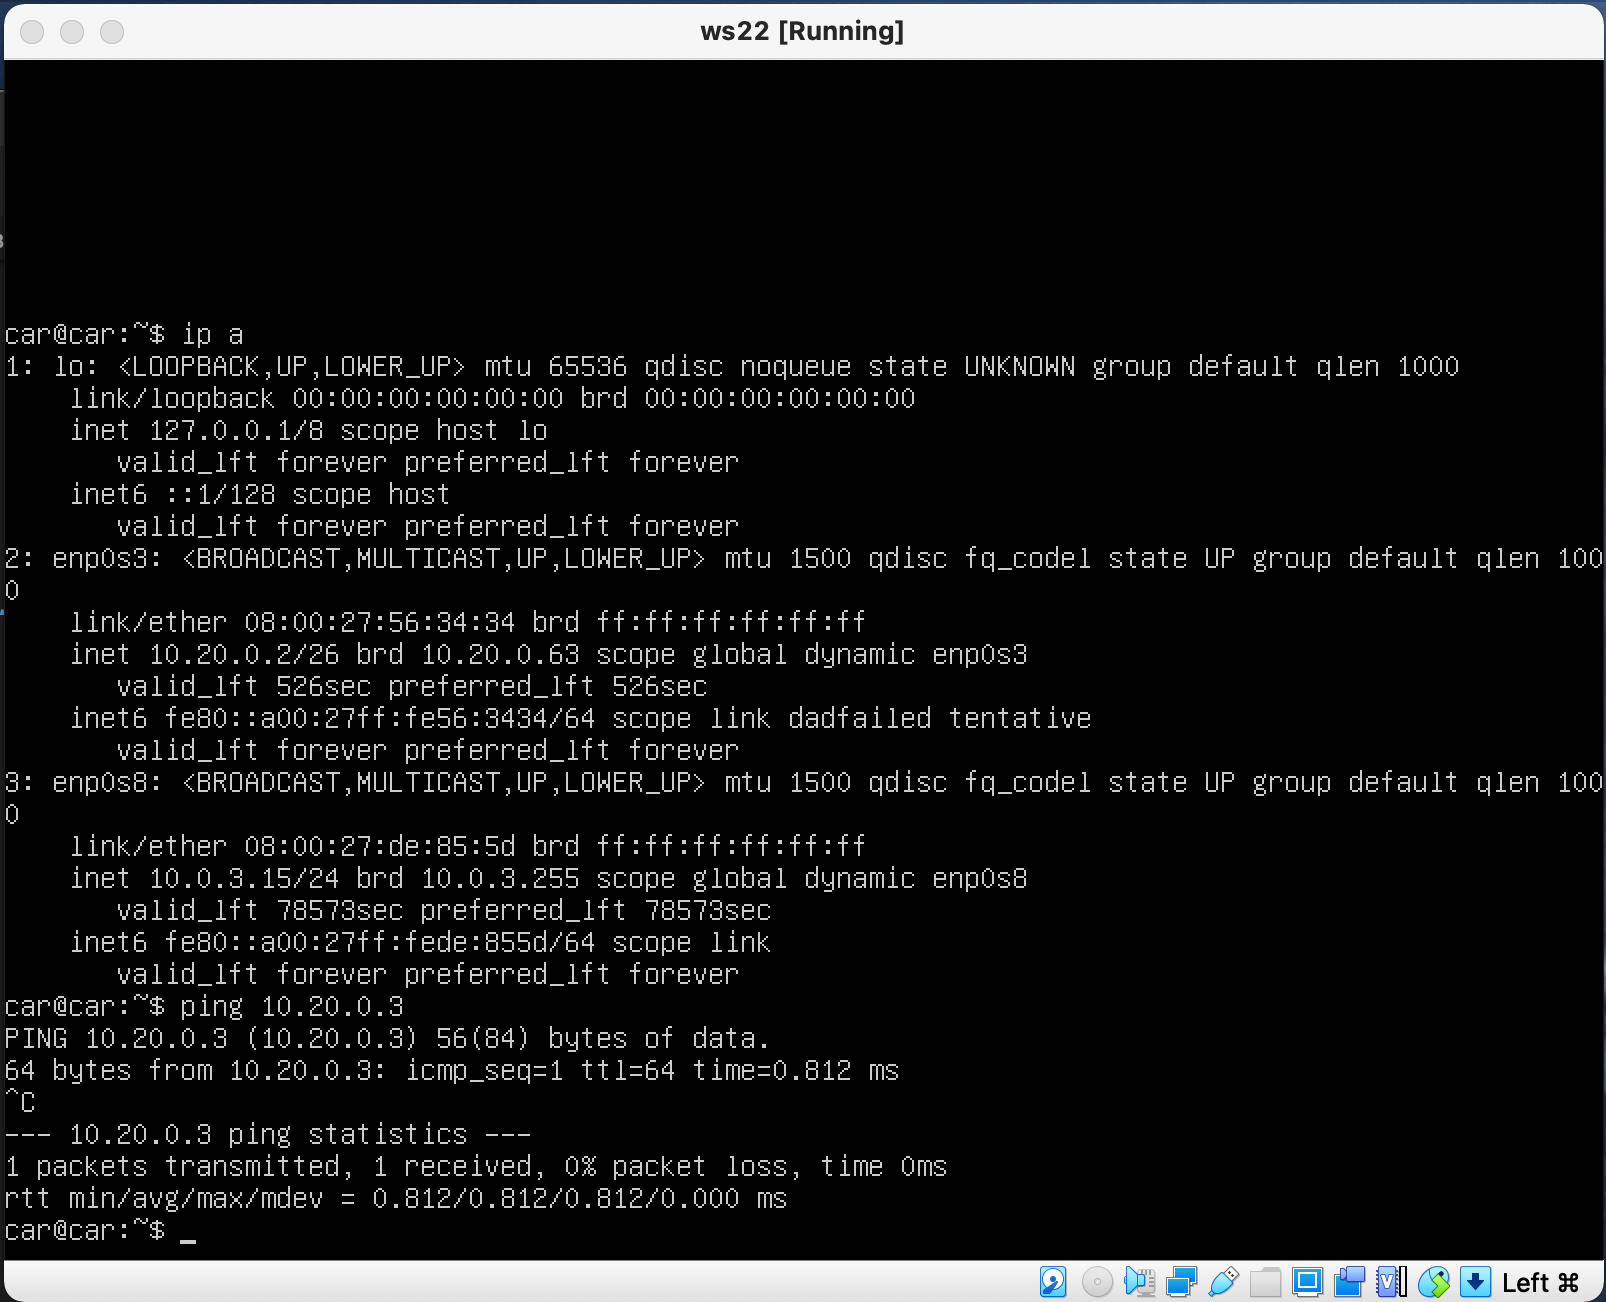 ws22 [Running]
car@car:~$ ip a
1: lo: <LOOPBACK,UP,LOWER_UP> mtu 65536 qdisc noqueue state UNKNOWN group default qlen 1000
    link/loopback 00:00:00:00:00:00 brd 00:00:00:00:00:00
    inet 127.0.0.1/8 scope host lo
       valid_lft forever preferred_lft forever
    inet6 ::1/128 scope host
       valid_lft forever preferred_lft forever
2: enp0s3: <BROADCAST,MULTICAST,UP,LOWER_UP> mtu 1500 qdisc fq_codel state UP group default qlen 100
0
    link/ether 08:00:27:56:34:34 brd ff:ff:ff:ff:ff:ff
    inet 10.20.0.2/26 brd 10.20.0.63 scope global dynamic enp0s3
       valid_lft 526sec preferred_lft 526sec
    inet6 fe80::a00:27ff:fe56:3434/64 scope link dadfailed tentative
       valid_lft forever preferred_lft forever
3: enp0s8: <BROADCAST,MULTICAST,UP,LOWER_UP> mtu 1500 qdisc fq_codel state UP group default qlen 100
0
    link/ether 08:00:27:de:85:5d brd ff:ff:ff:ff:ff:ff
    inet 10.0.3.15/24 brd 10.0.3.255 scope global dynamic enp0s8
       valid_lft 78573sec preferred_lft 78573sec
    inet6 fe80::a00:27ff:fede:855d/64 scope link
       valid_lft forever preferred_lft forever
car@car:~$ ping 10.20.0.3
PING 10.20.0.3 (10.20.0.3) 56(84) bytes of data.
64 bytes from 10.20.0.3: icmp_seq=1 ttl=64 time=0.812 ms
^C
--- 10.20.0.3 ping statistics ---
1 packets transmitted, 1 received, 0% packet loss, time 0ms
rtt min/avg/max/mdev = 0.812/0.812/0.812/0.000 ms
car@car:~$ _
Left ⌘